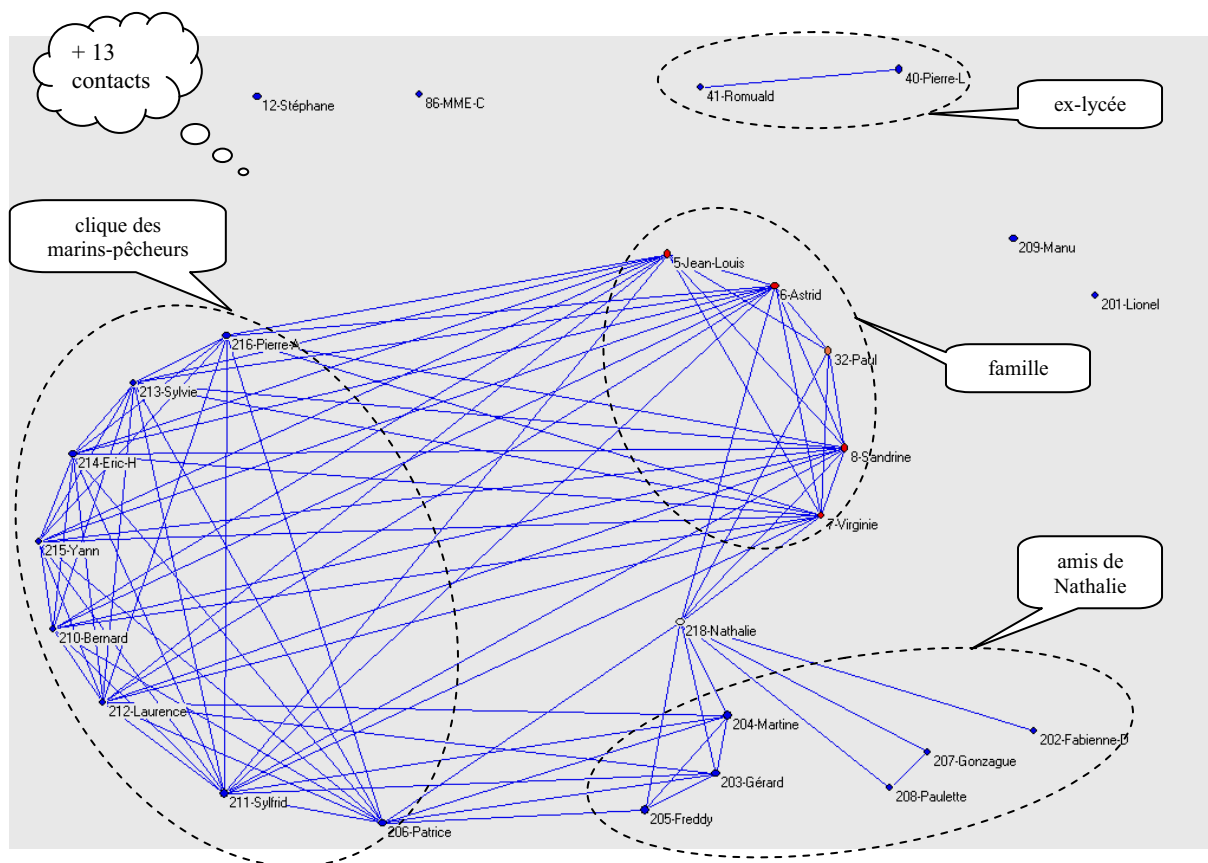 + 13
contacts
12-Stéphane
86-MME-C
41-Romuald
40-Pierre-L
ex-lycée
clique des
marins-pêcheurs
209-Manu
5-Jean-Louis
6-Astrid
201-Lionel
216-Pierre-A
32-Paul
famille
213-Sylvie
8-Sandrine
214-Eric-H
7-Virginie
215-Yann
amis de
Nathalie
210-Bernard
218-Nathalie
212-Laurence
204-Martine
202-Fabienne-D
207-Gonzague
203-Gérard
208-Paulette
211-Sylfrid
205-Freddy
206-Patrice